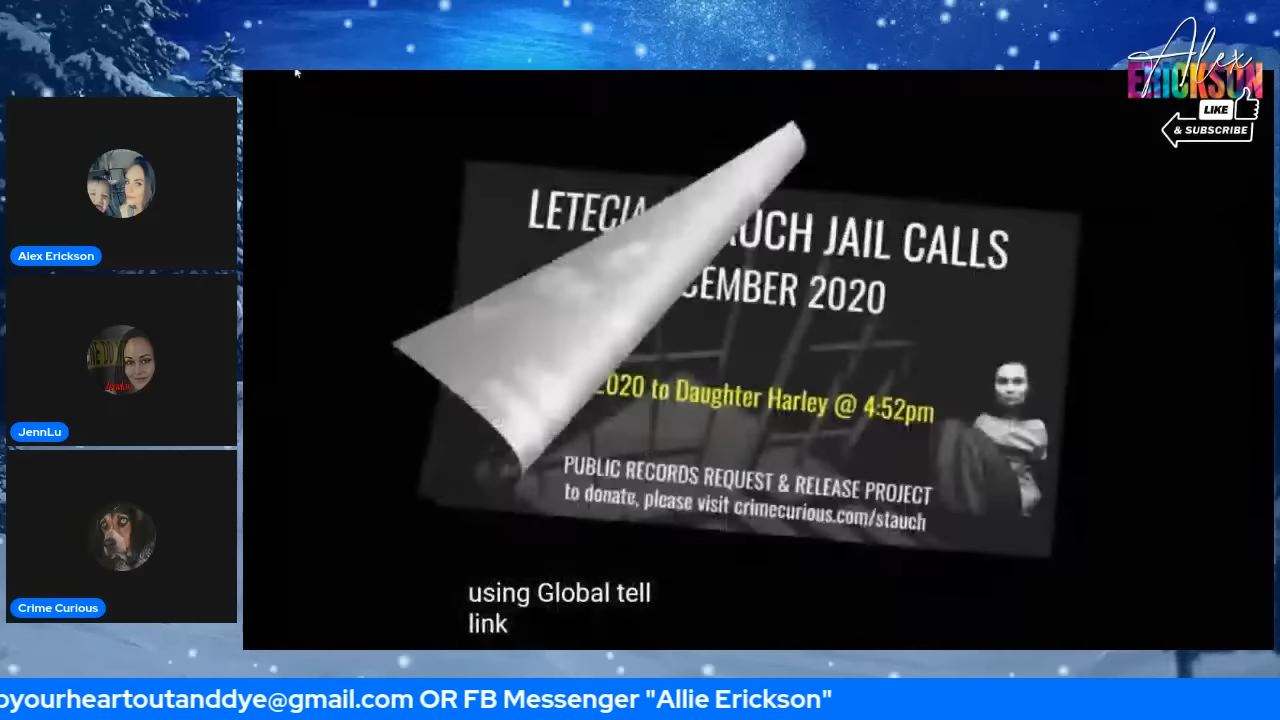 Alex
ERICKSON
LIKE
& SUBSCRIBE
Alex Erickson
JennLu
Crime Curious
LETECIA UCH JAIL CALLS
CEMBER 2020
2020 to Daughter Harley @ 4:52pm
PUBLIC RECORDS REQUEST & RELEASE PROJECT
to donate, please visit crimecurious.com/stauch
using Global tell
link
pyourheartoutanddye@gmail.com OR FB Messenger "Allie Erickson"